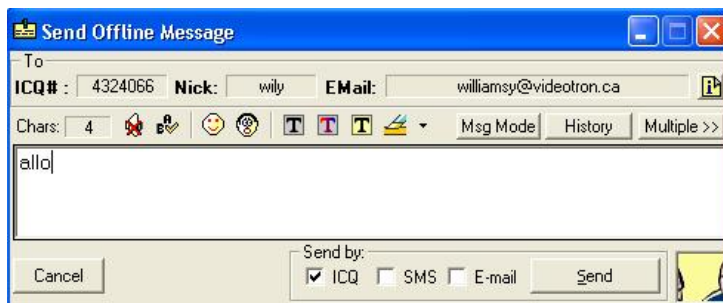 Send Offline Message
To
ICQ# : 4324066 Nick: wily EMail: williamsy@videotron.ca
Chars: 4 T T T Msg Mode History Multiple >>
allo
Send by:
Cancel ICQ SMS E-mail Send